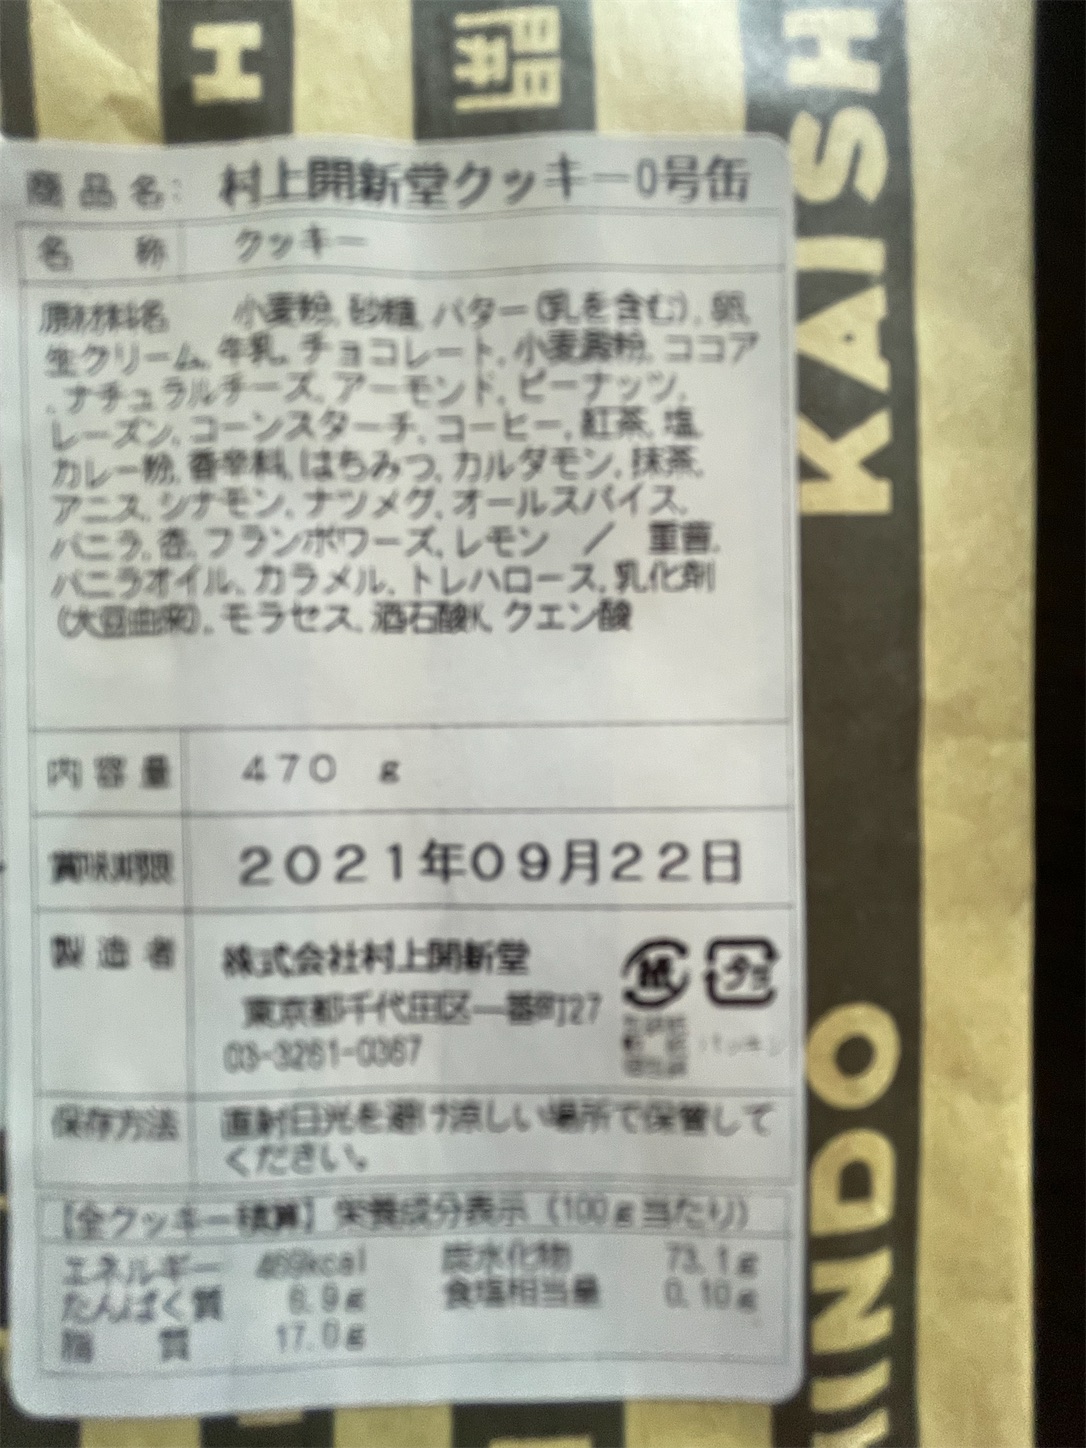 H
開
KAISH
INDO
商品名: 村上開新堂クッキー0号缶
名 称 クッキー
原材料名 小麦粉, 砂糖, バター(乳を含む), 卵,
生クリーム, 牛乳, チョコレート, 小麦澱粉, ココア
, ナチュラルチーズ, アーモンド, ピーナッツ,
レーズン, コーンスターチ, コーヒー, 紅茶, 塩,
カレー粉, 香辛料, はちみつ, カルダモン, 抹茶,
アニス, シナモン, ナツメグ, オールスパイス,
バニラ, 杏, フランボワーズ, レモン / 重曹,
バニラオイル, カラメル, トレハロース, 乳化剤
(大豆由来), モラセス, 酒石酸K, クエン酸
内容量 470 g
賞味期限 2021年09月22日
製造者 株式会社村上開新堂
東京都千代田区一番町27
03-3261-0367
紙 プラ
パッキン
保存方法 直射日光を避け涼しい場所で保管して
ください。
【全クッキー積算】栄養成分表示(100g当たり)
エネルギー 469kcal 炭水化物 73.1g
たんぱく質 6.9g 食塩相当量 0.10g
脂 質 17.0g